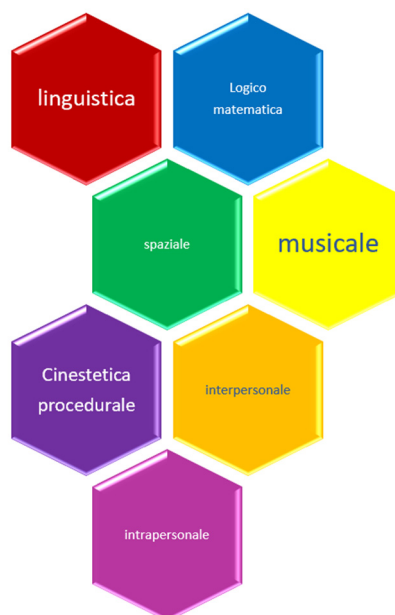 linguistica
Logico
matematica
spaziale
musicale
Cinestetica
procedurale
interpersonale
intrapersonale